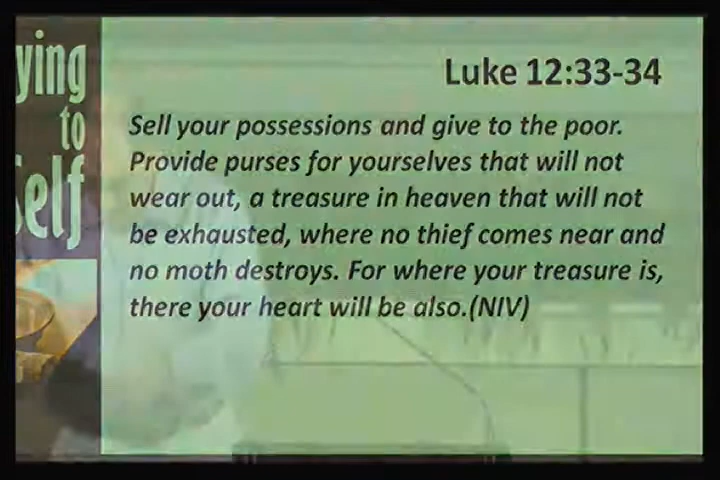 ying
to
Self
Luke 12:33-34
Sell your possessions and give to the poor.
Provide purses for yourselves that will not
wear out, a treasure in heaven that will not
be exhausted, where no thief comes near and
no moth destroys. For where your treasure is,
there your heart will be also.(NIV)